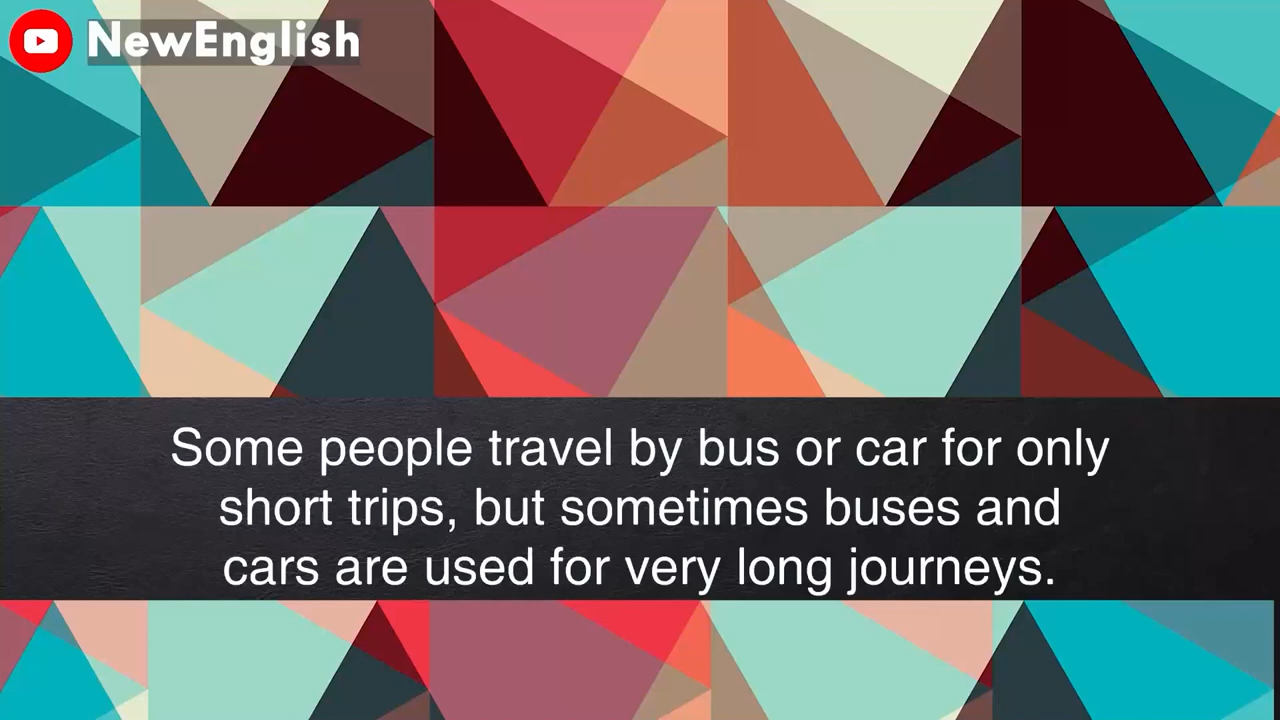 NewEnglish
Some people travel by bus or car for only
short trips, but sometimes buses and
cars are used for very long journeys.